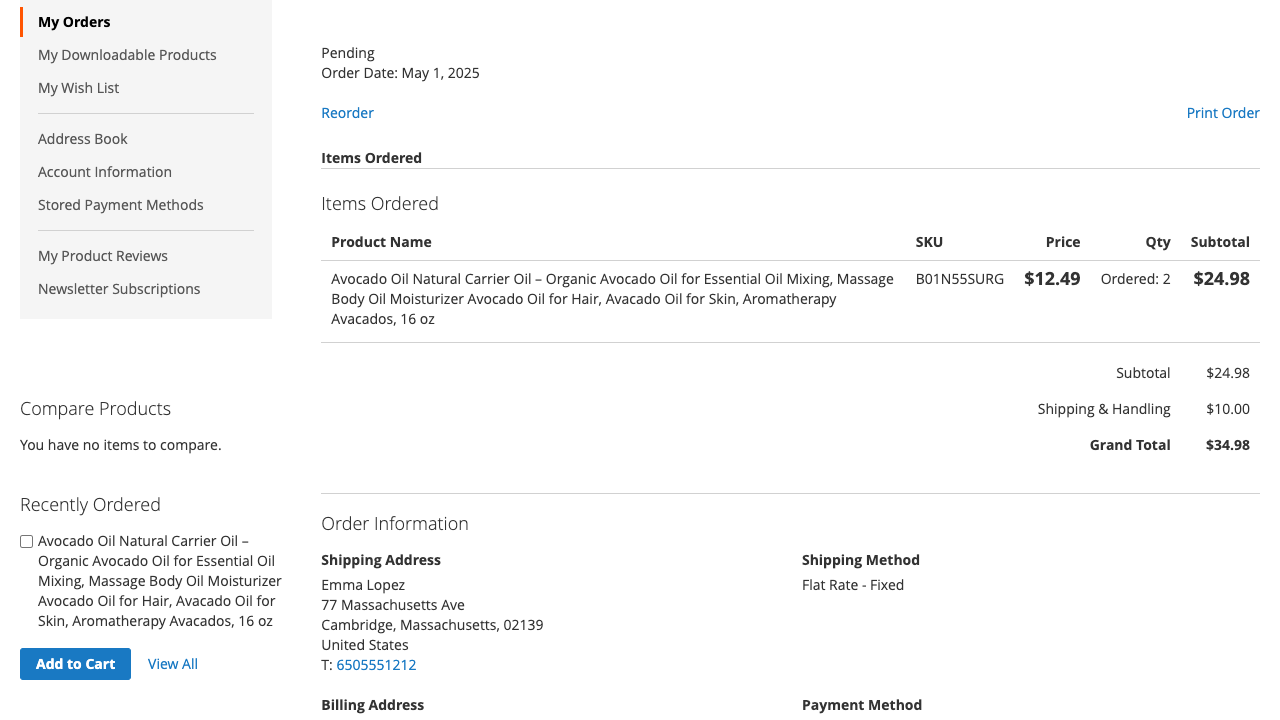 My Orders
My Downloadable Products
My Wish List
Address Book
Account Information
Stored Payment Methods
My Product Reviews
Newsletter Subscriptions
Compare Products
You have no items to compare.
Recently Ordered
Avocado Oil Natural Carrier Oil –
Organic Avocado Oil for Essential Oil
Mixing, Massage Body Oil Moisturizer
Avocado Oil for Hair, Avacado Oil for
Skin, Aromatherapy Avacados, 16 oz
Add to Cart View All
Pending
Order Date: May 1, 2025
Reorder Print Order
Items Ordered
Items Ordered
Product Name SKU Price Qty Subtotal
Avocado Oil Natural Carrier Oil – Organic Avocado Oil for Essential Oil Mixing, Massage B01N55SURG $12.49 Ordered: 2 $24.98
Body Oil Moisturizer Avocado Oil for Hair, Avacado Oil for Skin, Aromatherapy
Avacados, 16 oz
Subtotal $24.98
Shipping & Handling $10.00
Grand Total $34.98
Order Information
Shipping Address
Emma Lopez
77 Massachusetts Ave
Cambridge, Massachusetts, 02139
United States
T: 6505551212
Shipping Method
Flat Rate - Fixed
Billing Address
Payment Method